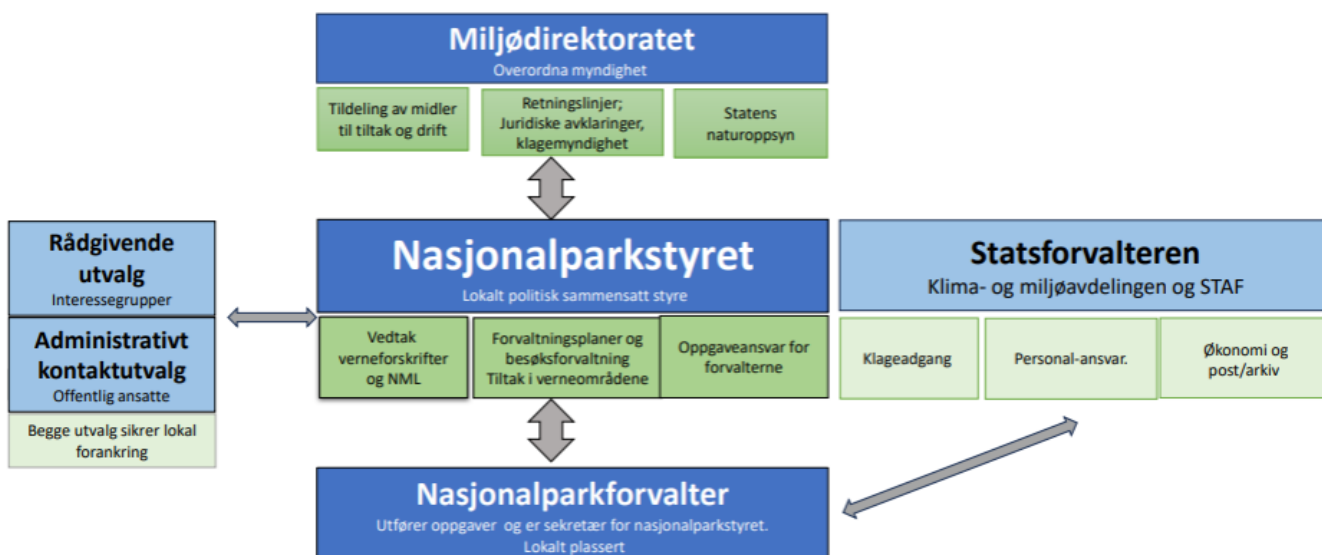 Miljødirektoratet
Overordna myndighet
Tildeling av midler
til tiltak og drift
Retningslinjer;
Juridiske avklaringer,
klagemyndighet
Statens
naturoppsyn
Rådgivende
utvalg
Interessegrupper
Administrativt
kontaktutvalg
Offentlig ansatte
Begge utvalg sikrer lokal
forankring
Nasjonalparkstyret
Lokalt politisk sammensatt styre
Vedtak
verneforskrifter
og NML
Forvaltningsplaner og
besøksforvaltning
Tiltak i verneområdene
Oppgaveansvar for
forvalterne
Statsforvalteren
Klima- og miljøavdelingen og STAF
Klageadgang
Personal-ansvar.
Økonomi og
post/arkiv
Nasjonalparkforvalter
Utfører oppgaver og er sekretær for nasjonalparkstyret.
Lokalt plassert